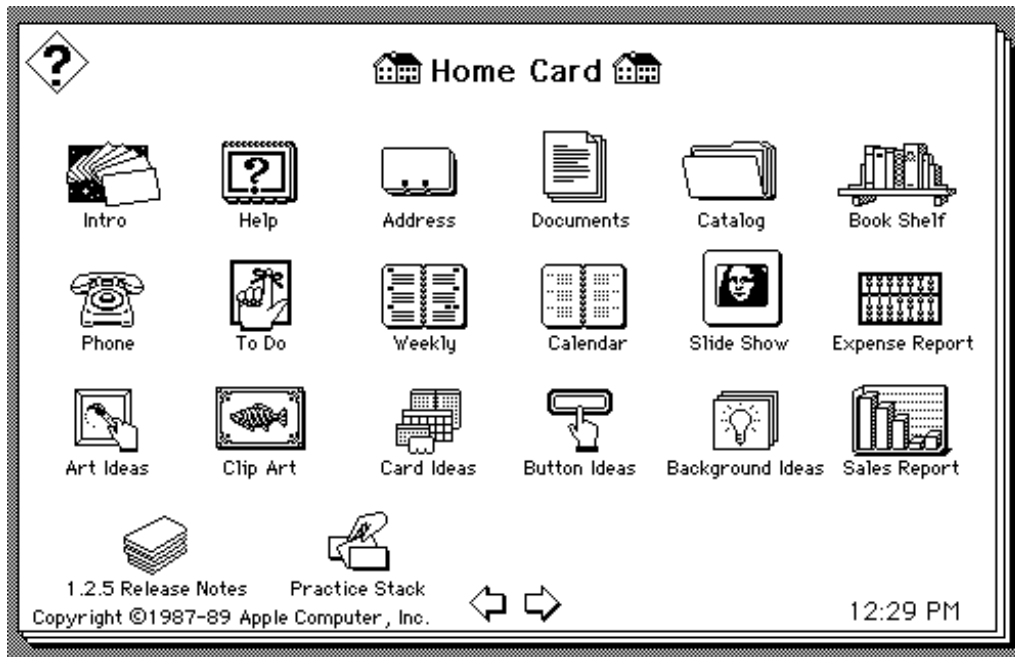 ?
Home Card
?
Intro Help Address Documents Catalog Book Shelf
Phone To Do Weekly Calendar Slide Show Expense Report
Art Ideas Clip Art Card Ideas Button Ideas Background Ideas Sales Report
1.2.5 Release Notes Practice Stack
Copyright ©1987-89 Apple Computer, Inc.
12:29 PM